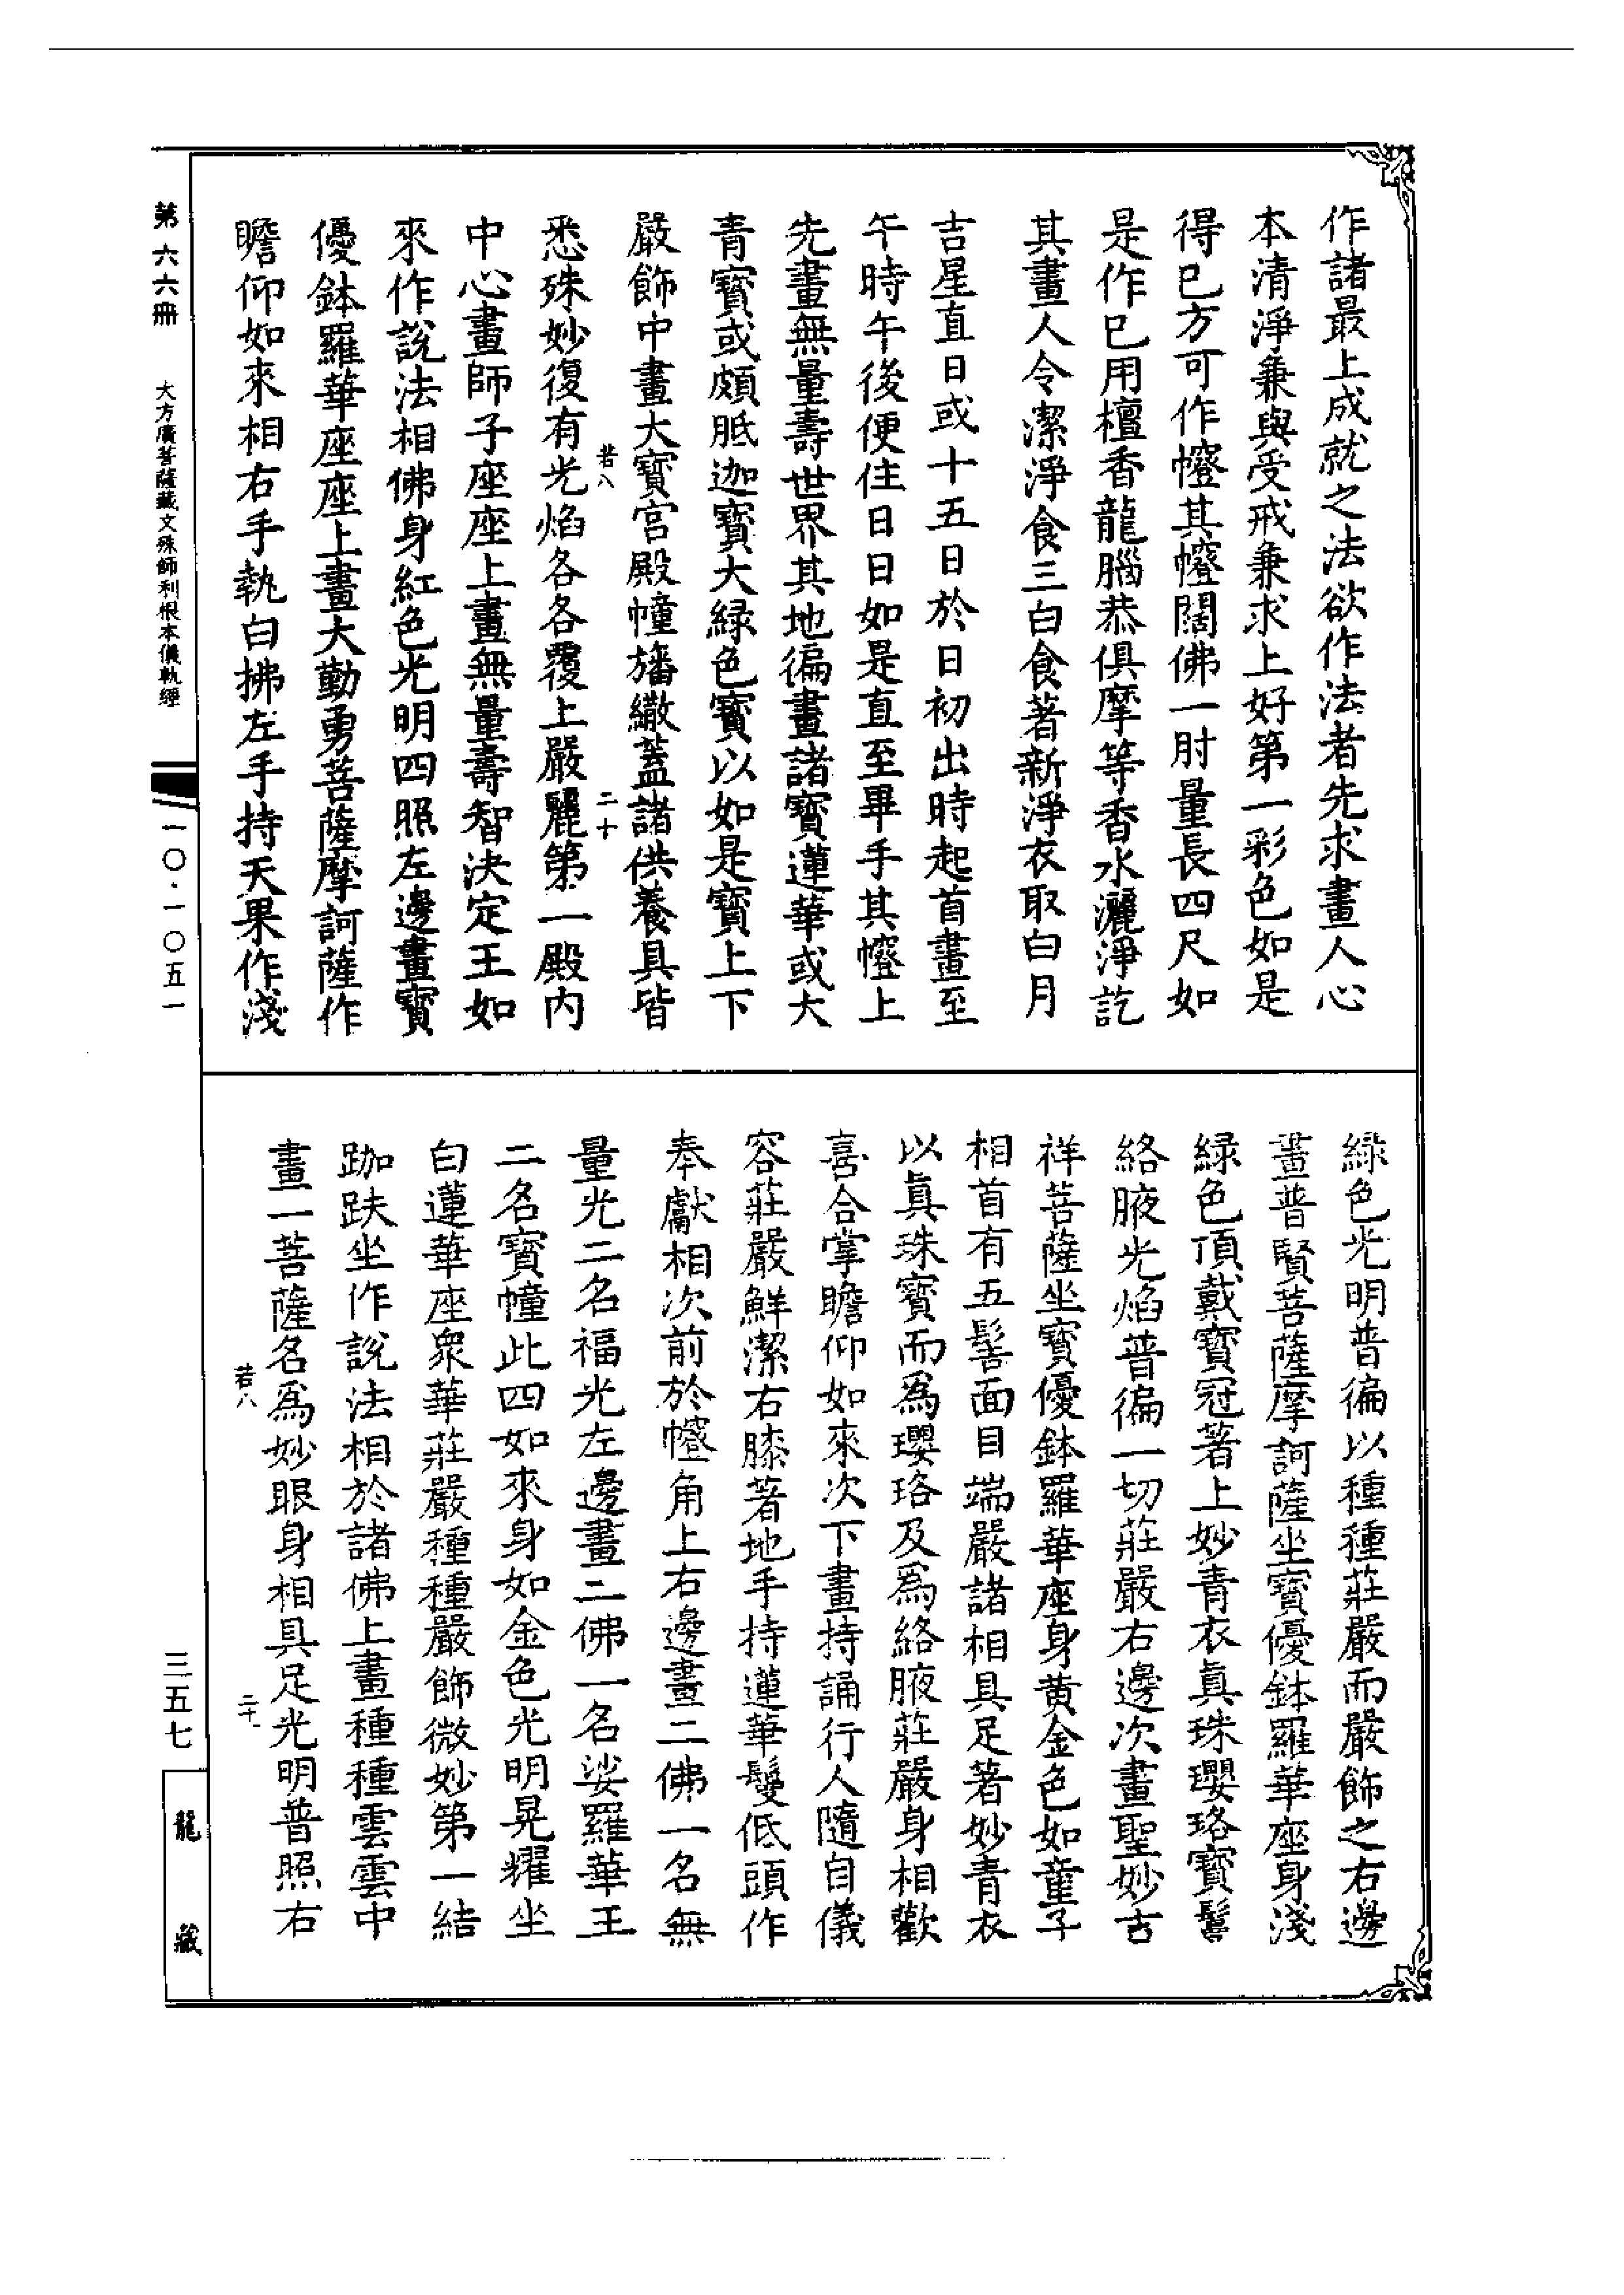 作諸最上成就之法欲作法者先求畫人心
本清淨兼與受戒兼求上好第一彩色如是
得已方可作㡧其㡧闊佛一肘量長四尺如
是作已用檀香龍腦恭俱摩等香水灑淨訖
其畫人令潔淨食三白食著新淨衣取白月
吉星直日或十五日於日初出時起首畫至
午時午後便住日日如是直至畢手其㡧上
先畫無量壽世界其地徧畫諸寶蓮華或大
青寶或頗胝迦寶大綠色寶以如是寶上下
嚴飾中畫大寶宮殿幢旛繖蓋諸供養具皆
若八
二十
悉殊妙復有光焰各各覆上嚴麗第一殿內
中心畫師子座座上畫無量壽智決定王如
來作說法相佛身紅色光明四照左邊畫寶
優鉢羅華座座上畫大勤勇菩薩摩訶薩作
瞻仰如來相右手執白拂左手持天果作淺
綠色光明普徧以種種莊嚴而嚴飾之右邊
畫普賢菩薩摩訶薩坐寶優鉢羅華座身淺
綠色頂戴寶冠著上妙青衣眞珠瓔珞寶鬘
絡腋光焰普徧一切莊嚴右邊次畫聖妙吉
祥菩薩坐寶優鉢羅華座身黃金色如童子
相首有五髻面目端嚴諸相具足著妙青衣
以眞珠寶而爲瓔珞及爲絡腋莊嚴身相歡
喜合掌瞻仰如來次下畫持誦行人隨自儀
容莊嚴鮮潔右膝著地手持蓮華鬘低頭作
奉獻相次前於㡧角上右邊畫二佛一名無
量光二名福光左邊畫二佛一名娑羅華王
二名寶幢此四如來身如金色光明晃耀坐
白蓮華座衆華莊嚴種種嚴飾微妙第一結
跏趺坐作說法相於諸佛上畫種種雲雲中
畫一菩薩名爲妙眼身相具足光明普照右
若八
二十一
第六六冊
大方廣菩薩藏文殊師利根本儀軌經
一〇·一〇五一
三五七
龍藏